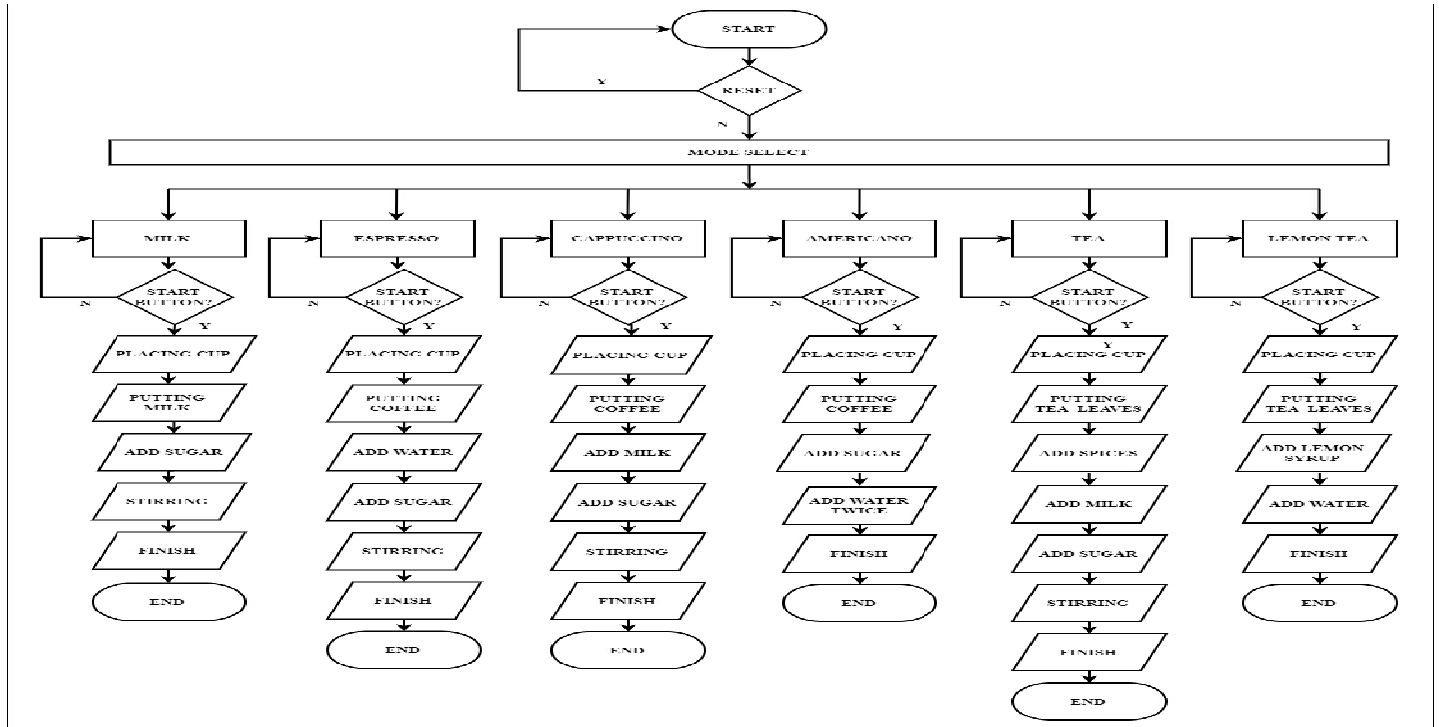 START
Y
RESET
N
MODE SELECT
MILK
START
BUTTON?
N
Y
PLACING CUP
PUTTING
MILK
ADD SUGAR
STIRRING
FINISH
END
ESPRESSO
START
BUTTON?
N
Y
PLACING CUP
PUTTING
COFFEE
ADD WATER
ADD SUGAR
STIRRING
FINISH
END
CAPPUCCINO
START
BUTTON?
N
Y
PLACING CUP
PUTTING
COFFEE
ADD MILK
ADD SUGAR
STIRRING
FINISH
END
AMERICANO
START
BUTTON?
N
Y
PLACING CUP
PUTTING
COFFEE
ADD SUGAR
ADD WATER
TWICE
FINISH
END
TEA
START
BUTTON?
N
Y
Y
PLACING CUP
PUTTING
TEA LEAVES
ADD SPICES
ADD MILK
ADD SUGAR
STIRRING
FINISH
END
LEMON TEA
START
BUTTON?
N
Y
PLACING CUP
PUTTING
TEA LEAVES
ADD LEMON
SYRUP
ADD WATER
FINISH
END